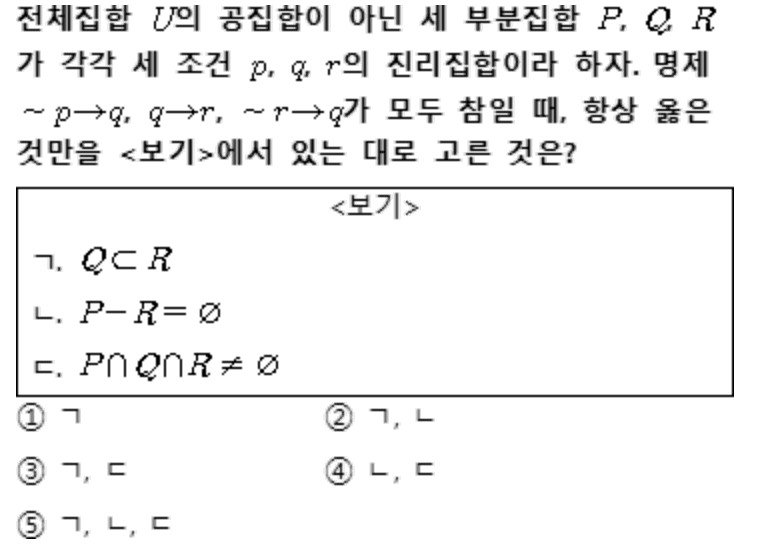 전체집합 U의 공집합이 아닌 세 부분집합 P, Q, R
가 각각 세 조건 p, q, r의 진리집합이라 하자. 명제
~p→q, q→r, ~r→q가 모두 참일 때, 항상 옳은
것만을 <보기>에서 있는 대로 고른 것은?
<보기>
ㄱ. Q⊂R
ㄴ. P−R=∅
ㄷ. P∩Q∩R≠∅
① ㄱ ② ㄱ, ㄴ
③ ㄱ, ㄷ ④ ㄴ, ㄷ
⑤ ㄱ, ㄴ, ㄷ